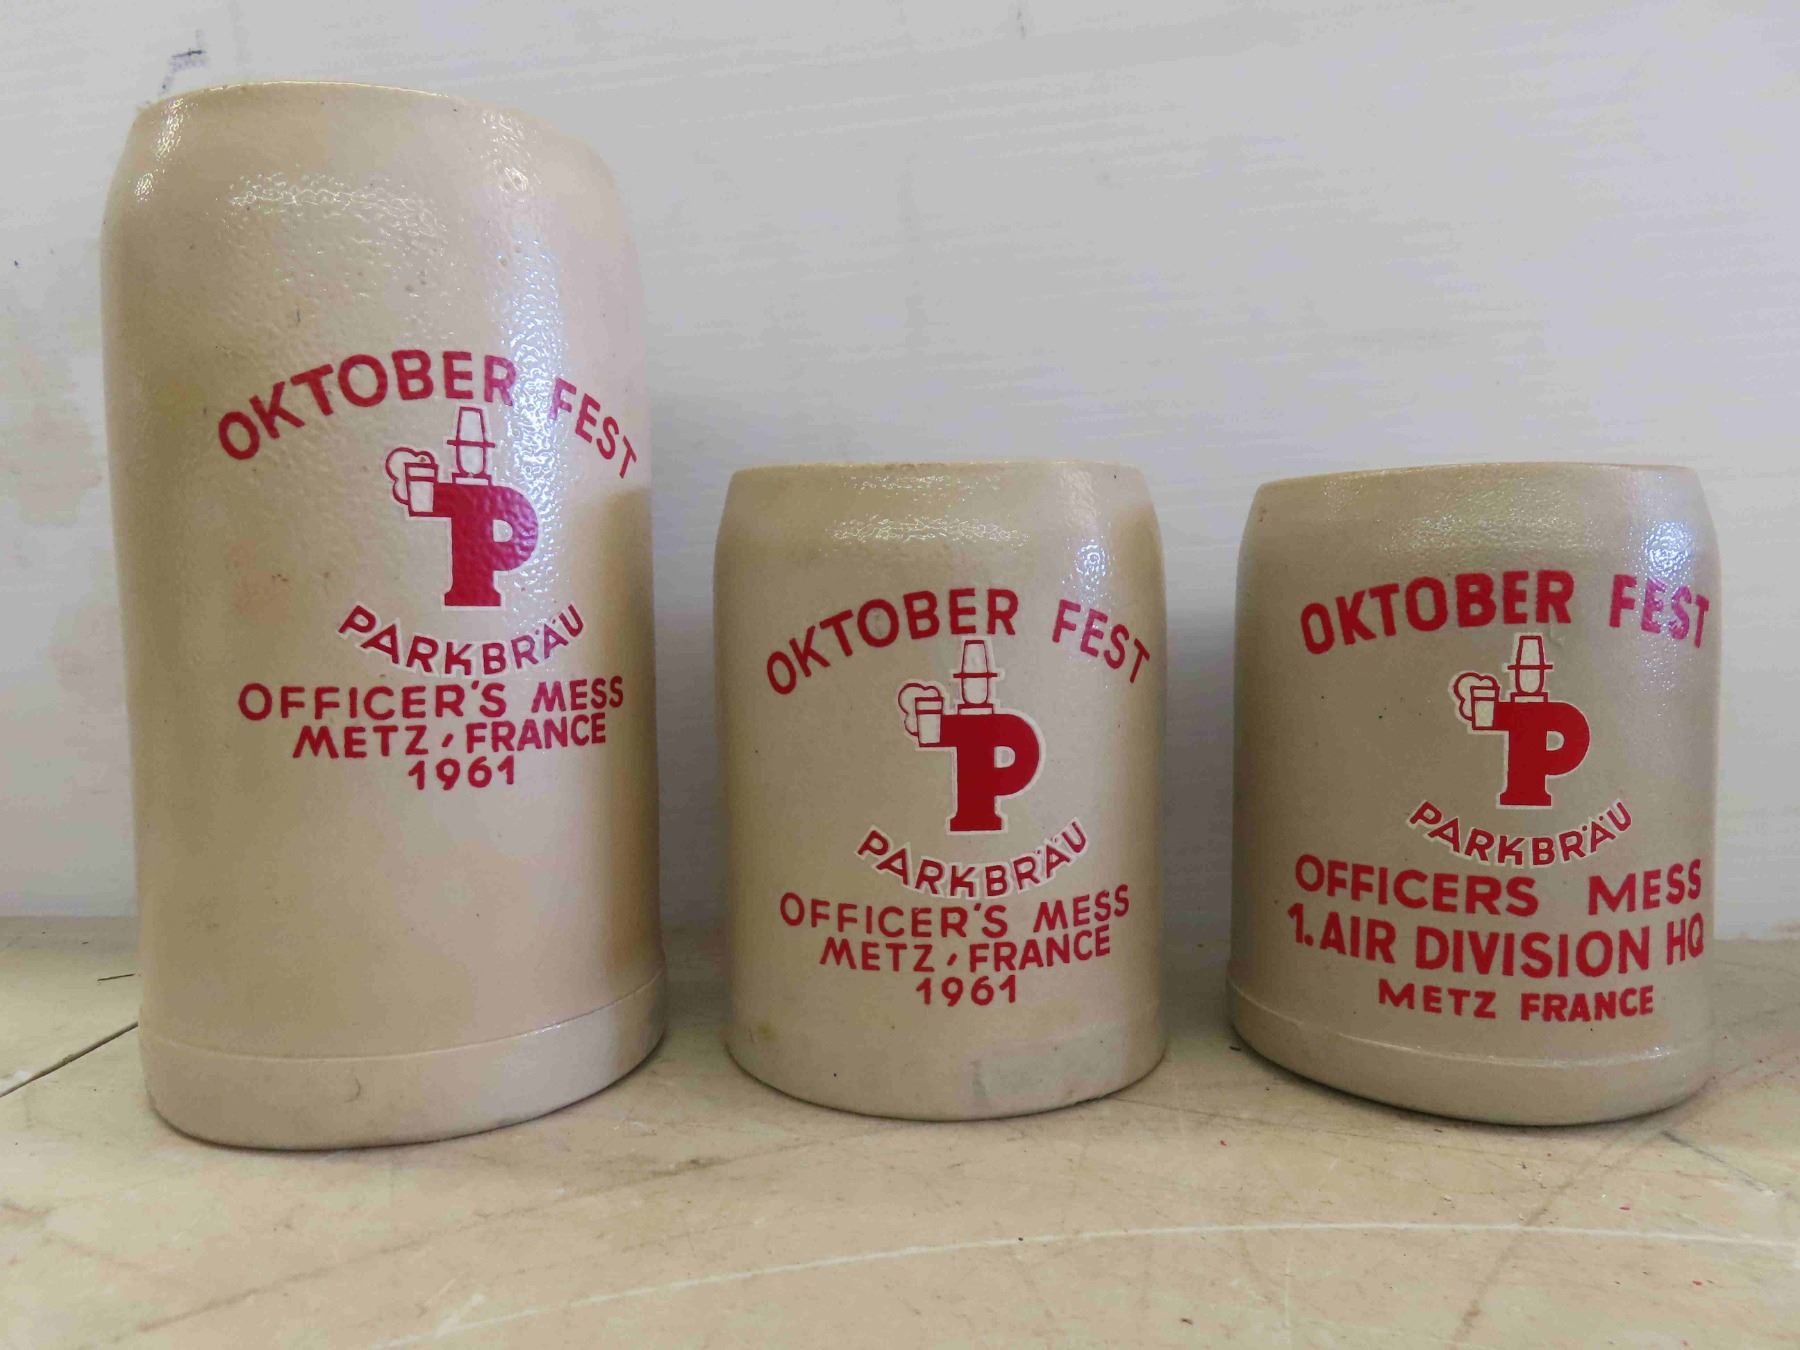 OKTOBER FEST
P
PARKBRÄU
OFFICER'S MESS
METZ, FRANCE
1961
OKTOBER FEST
P
PARKBRÄU
OFFICER'S MESS
METZ, FRANCE
1961
OKTOBER FEST
P
PARKBRÄU
OFFICERS MESS
1. AIR DIVISION HQ
METZ FRANCE